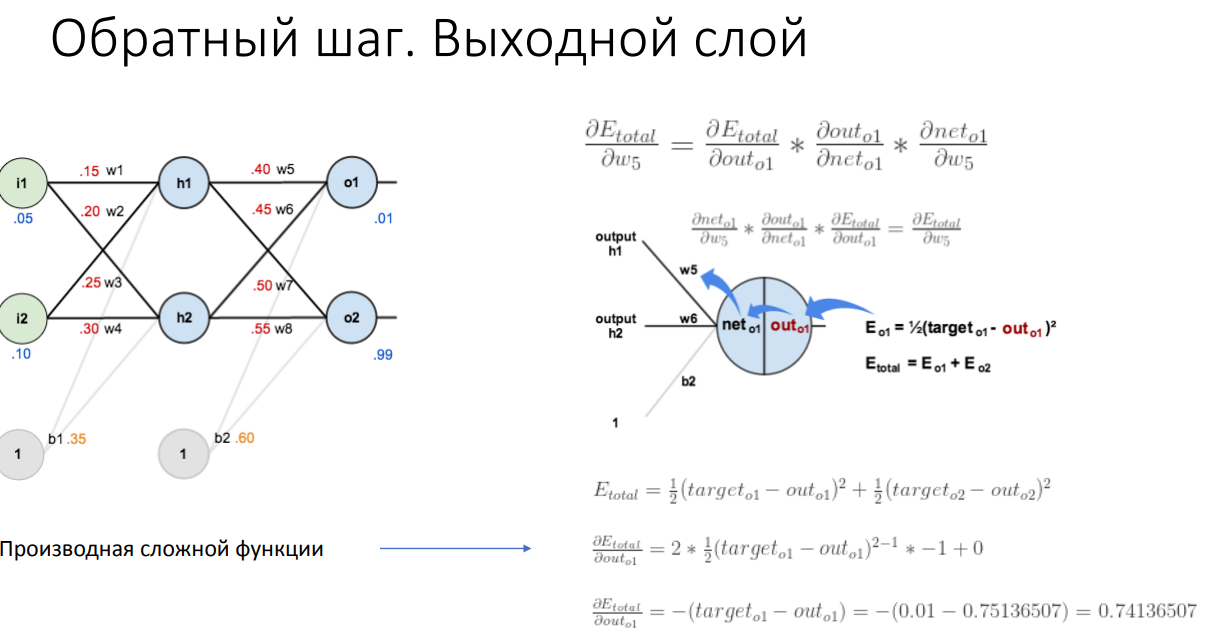 Обратный шаг. Выходной слой
∂E_total/∂w₅ = ∂E_total/∂out_o1 * ∂out_o1/∂net_o1 * ∂net_o1/∂w₅
i1 .15 w1 h1 .40 w5 o1
.05 .20 w2 .45 w6 .01
.25 w3 .50 w7
i2 .30 w4 h2 .55 w8 o2
.10 .99
1 b1 .35 1 b2 .60
∂net_o1/∂w₅ * ∂out_o1/∂net_o1 * ∂E_total/∂out_o1 = ∂E_total/∂w₅
output
h1
w5
output
h2
w6
net o1 out o1
b2
1
E o1 = ½(target o1 - out o1)²
E total = E o1 + E o2
E_total = ½(target_o1 − out_o1)² + ½(target_o2 − out_o2)²
Производная сложной функции
∂E_total/∂out_o1 = 2 * ½(target_o1 − out_o1)²⁻¹ * −1 + 0
∂E_total/∂out_o1 = −(target_o1 − out_o1) = −(0.01 − 0.75136507) = 0.74136507